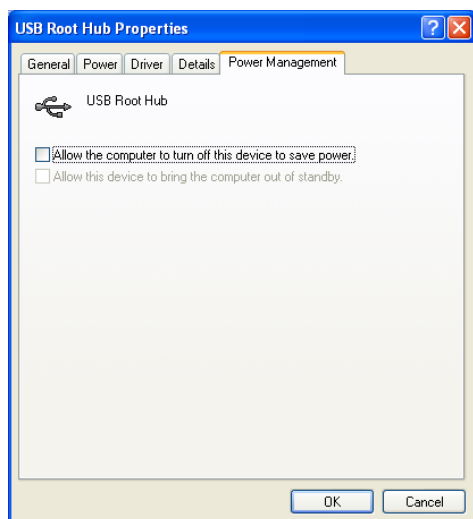 USB Root Hub Properties
General Power Driver Details Power Management
USB Root Hub
Allow the computer to turn off this device to save power.
Allow this device to bring the computer out of standby.
OK Cancel